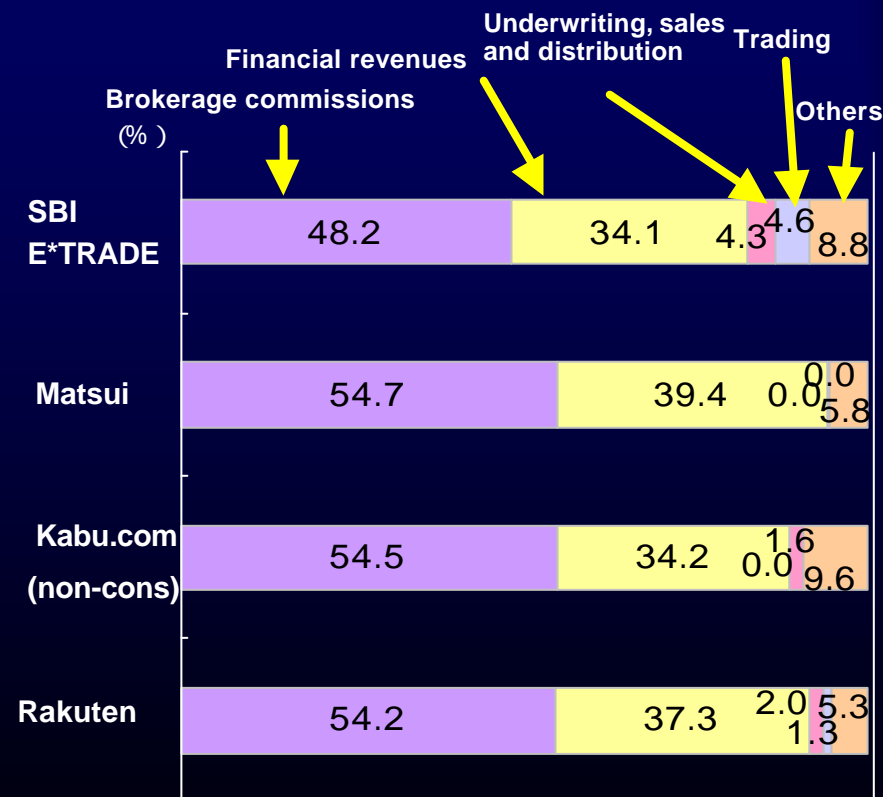 Underwriting, sales
and distribution
Trading
Financial revenues
Brokerage commissions
Others
(% )
SBI
E*TRADE
48.2
34.1
4.3
4.6
8.8
Matsui
54.7
39.4
0.0
0.0
5.8
Kabu.com
(non-cons)
54.5
34.2
0.0
1.6
9.6
Rakuten
54.2
37.3
2.0
1.3
5.3